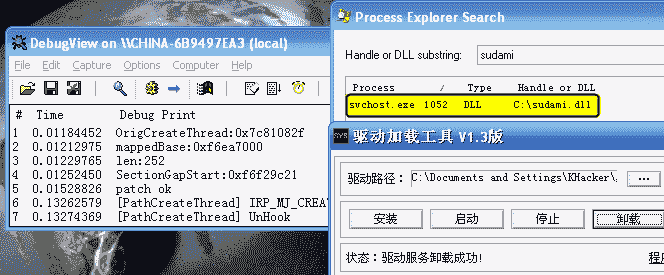 DebugView on \\CHINA-6B9497EA3 (local)
File Edit Capture Options Computer Help
# Time Debug Print
1 0.01184452 OrigCreateThread:0x7c81082f
2 0.01212975 mappedBase:0xf6ea7000
3 0.01229765 len:252
4 0.01252450 SectionGapStart:0xf6f29c21
5 0.01528826 patch ok
6 0.13262579 [PathCreateThread] IRP_MJ_CREA
7 0.13274369 [PathCreateThread] UnHook
Process Explorer Search
Handle or DLL substring: sudami
Process / Type Handle or DLL
svchost.exe 1052 DLL C:\sudami.dll
SYS 驱动加载工具 V1.3版
驱动路径： C:\Documents and Settings\KHacker\ ...
安装 启动 停止 卸载
状态：驱动服务卸载成功! 程序